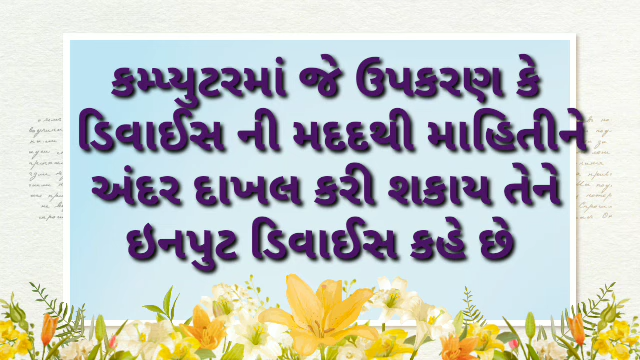 કમ્પ્યુટરમાં જે ઉપકરણ કે
ડિવાઈસ ની મદદથી માહિતીને
અંદર દાખલ કરી શકાય તેને
ઇનપુટ ડિવાઈસ કહે છે